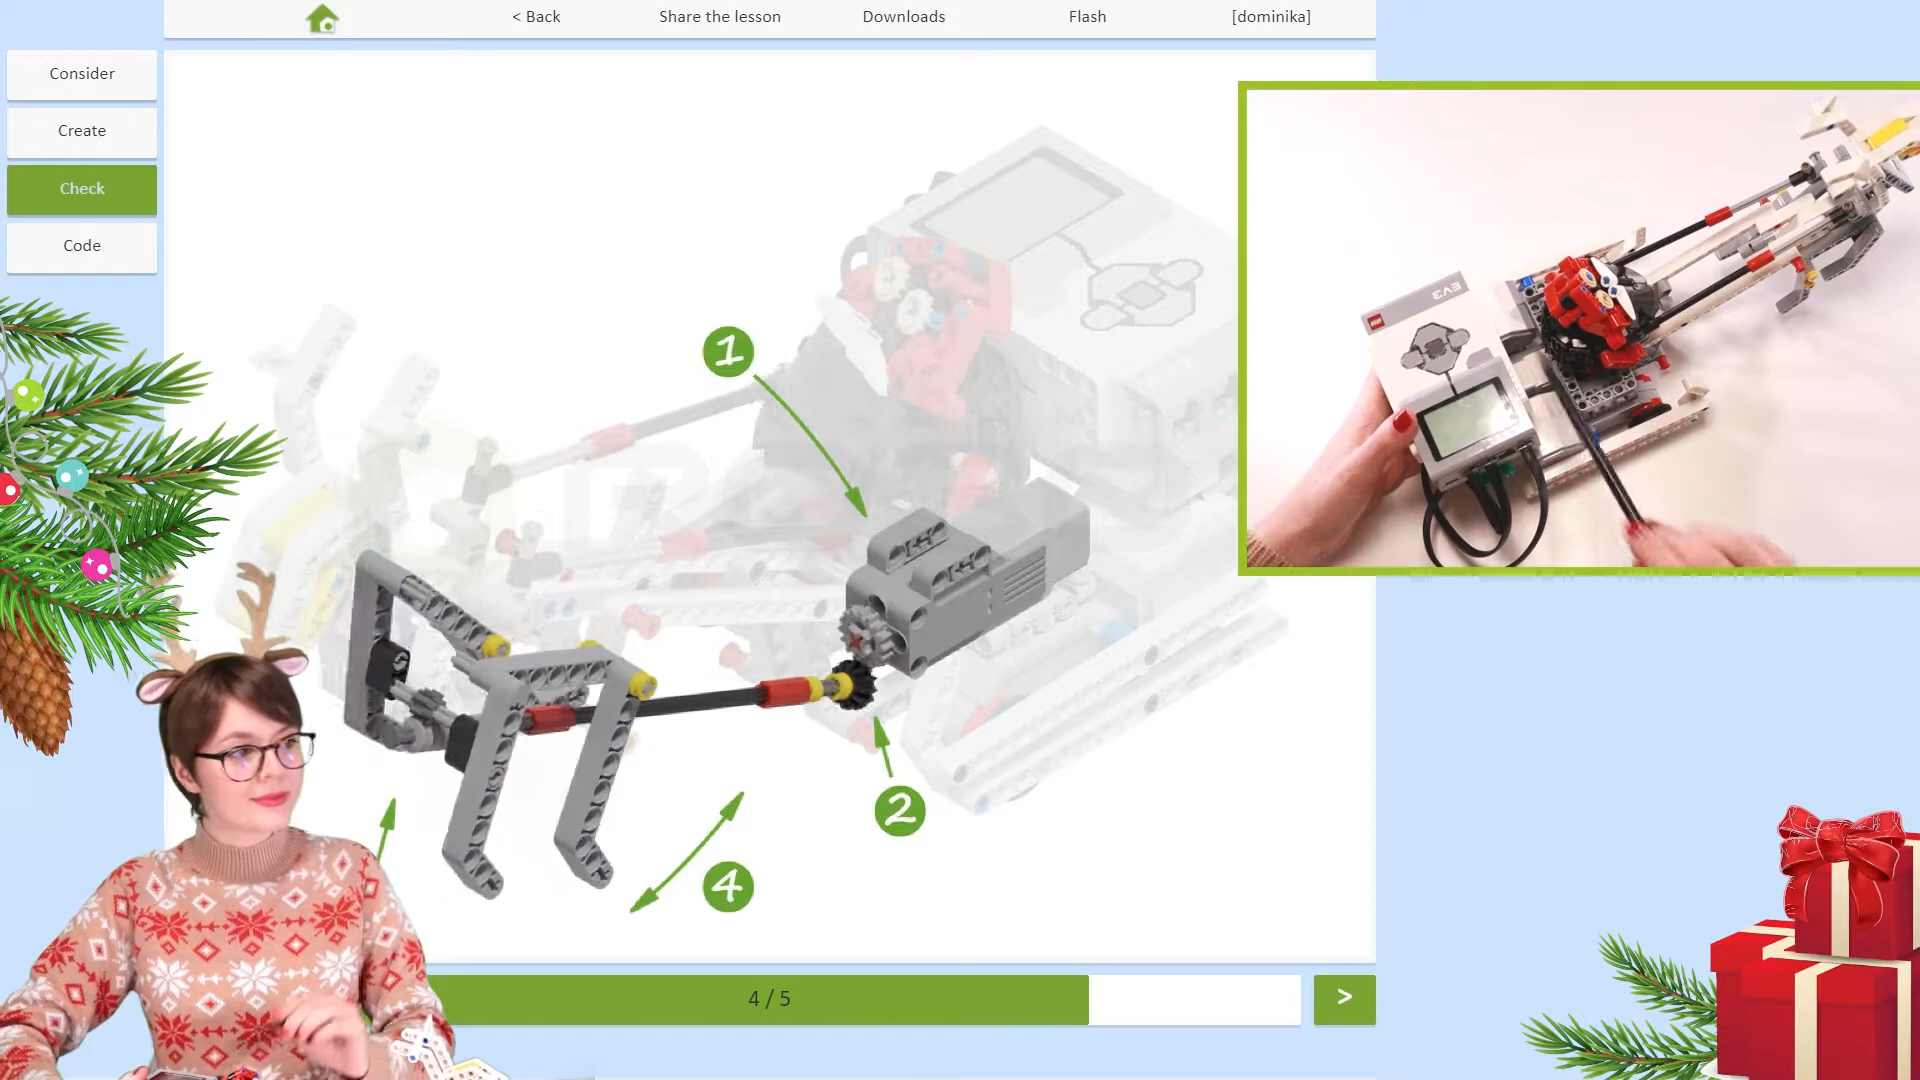 < Back
Share the lesson
Downloads
Flash
[dominika]
Consider
Create
Check
Code
1
EV3
2
4
4 / 5
>